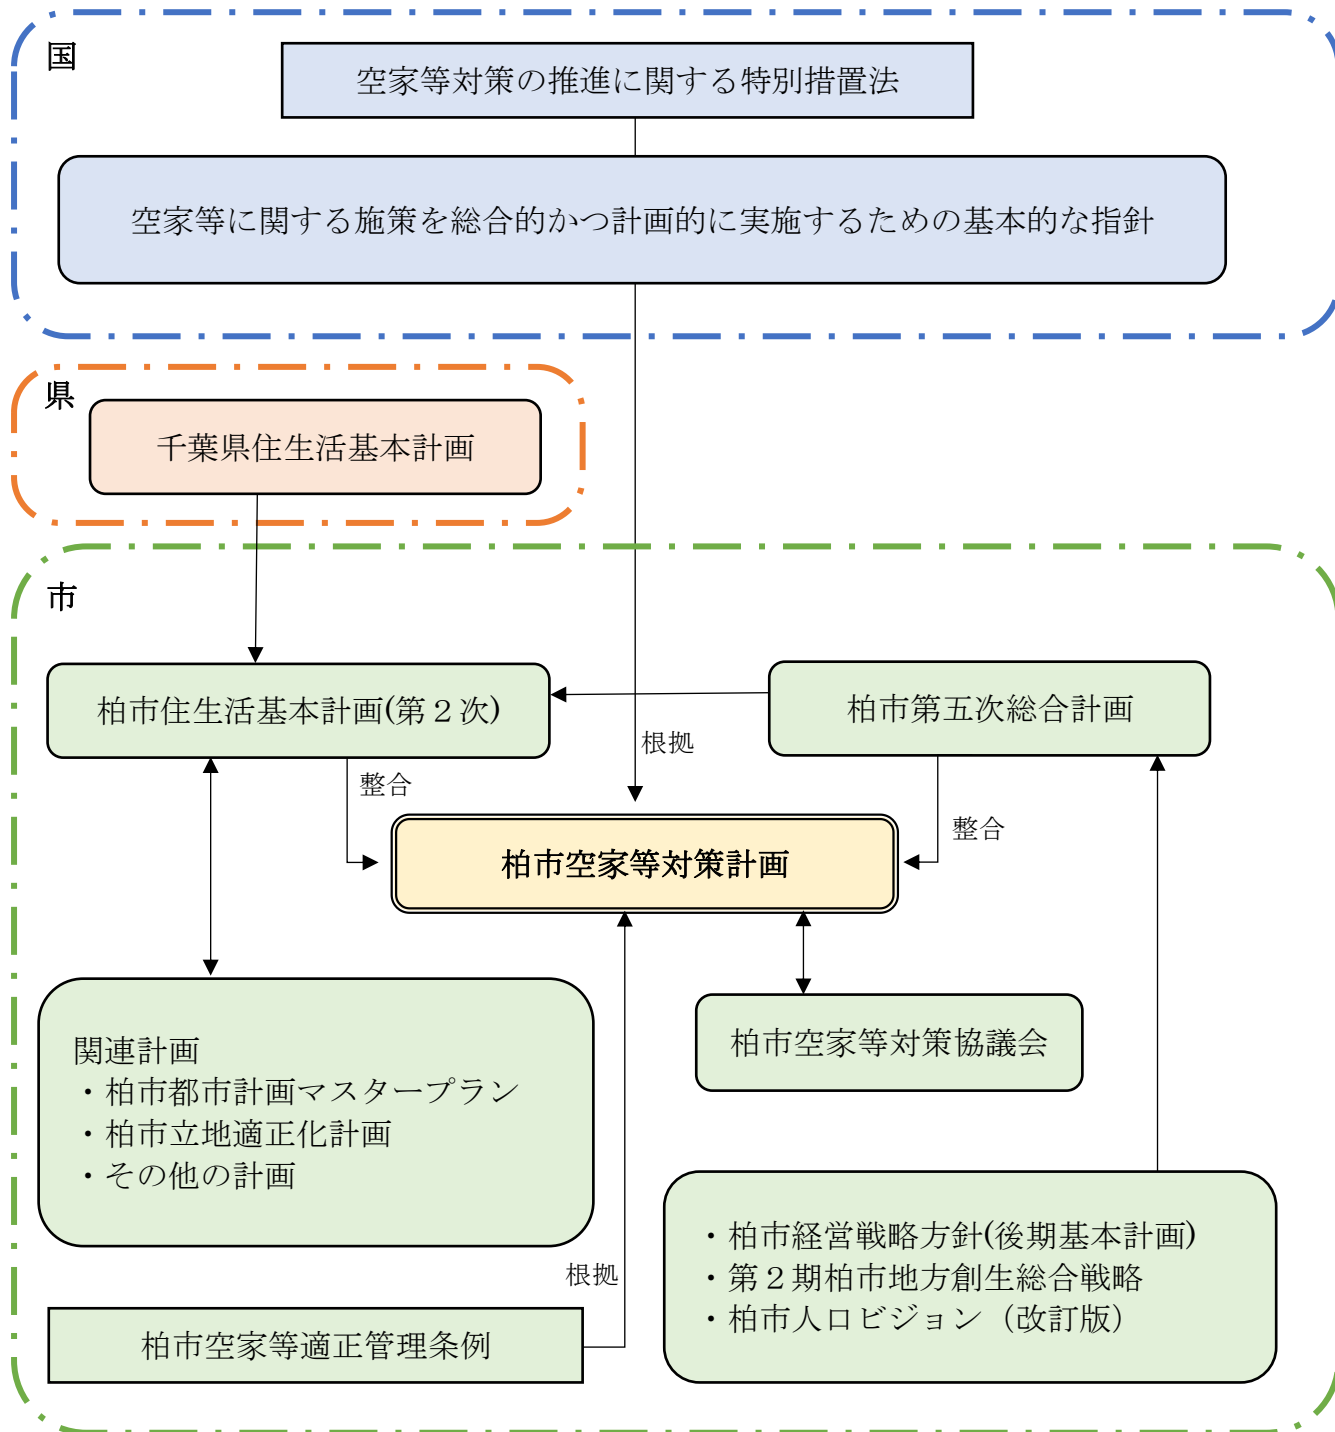 国
空家等対策の推進に関する特別措置法
空家等に関する施策を総合的かつ計画的に実施するための基本的な指針
県
千葉県住生活基本計画
市
柏市住生活基本計画(第２次)
柏市第五次総合計画
根拠
整合
整合
柏市空家等対策計画
関連計画
・柏市都市計画マスタープラン
・柏市立地適正化計画
・その他の計画
柏市空家等対策協議会
・柏市経営戦略方針(後期基本計画)
・第２期柏市地方創生総合戦略
・柏市人口ビジョン（改訂版）
根拠
柏市空家等適正管理条例